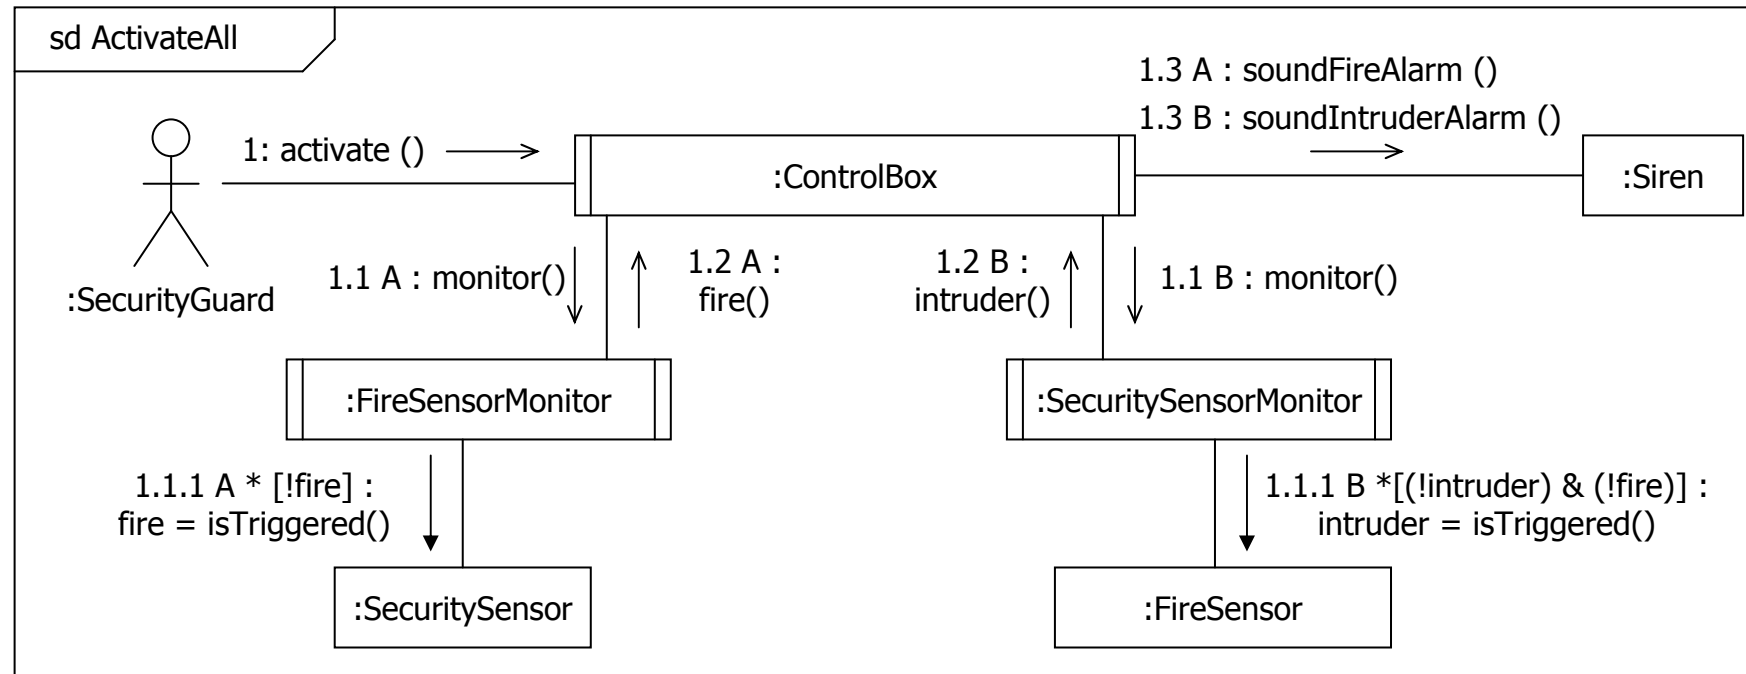 sd ActivateAll
1.3 A : soundFireAlarm ()
1.3 B : soundIntruderAlarm ()
1: activate ()
:ControlBox
:Siren
:SecurityGuard
1.1 A : monitor()
1.2 A :
fire()
1.2 B :
intruder()
1.1 B : monitor()
:FireSensorMonitor
:SecuritySensorMonitor
1.1.1 A * [!fire] :
fire = isTriggered()
1.1.1 B *[(!intruder) & (!fire)] :
intruder = isTriggered()
:SecuritySensor
:FireSensor